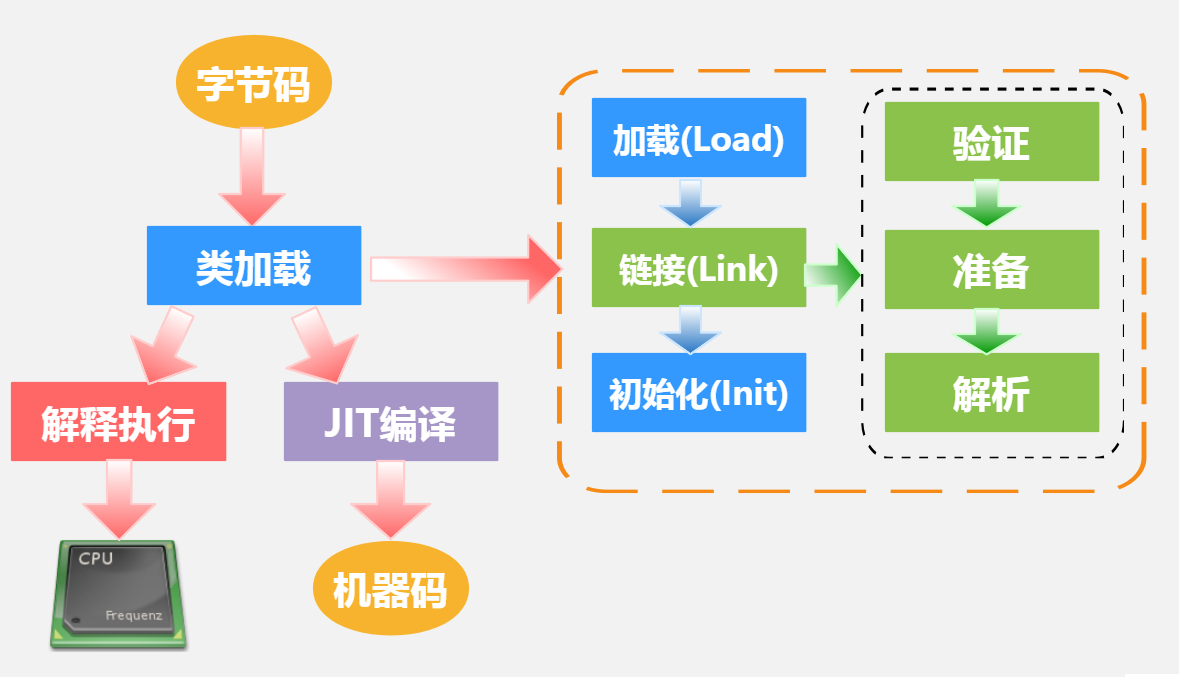 字节码
类加载
解释执行
JIT编译
CPU
Frequenz
机器码
加载(Load)
链接(Link)
初始化(Init)
验证
准备
解析